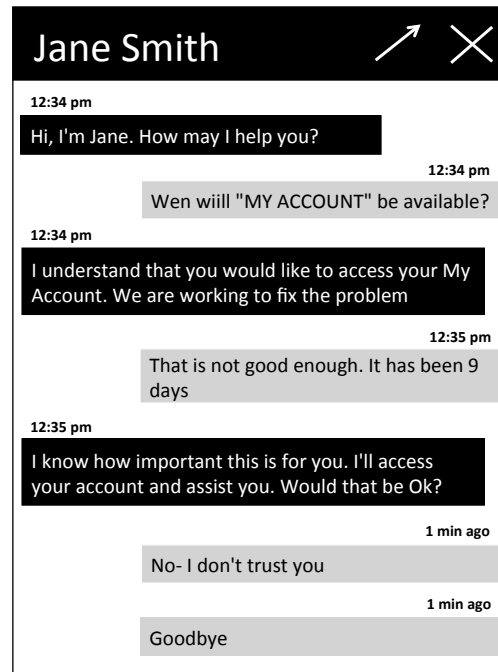 Jane Smith
12:34 pm
Hi, I'm Jane. How may I help you?
12:34 pm
Wen wiill "MY ACCOUNT" be available?
12:34 pm
I understand that you would like to access your My
Account. We are working to fix the problem
12:35 pm
That is not good enough. It has been 9
days
12:35 pm
I know how important this is for you. I'll access
your account and assist you. Would that be Ok?
1 min ago
No- I don't trust you
1 min ago
Goodbye